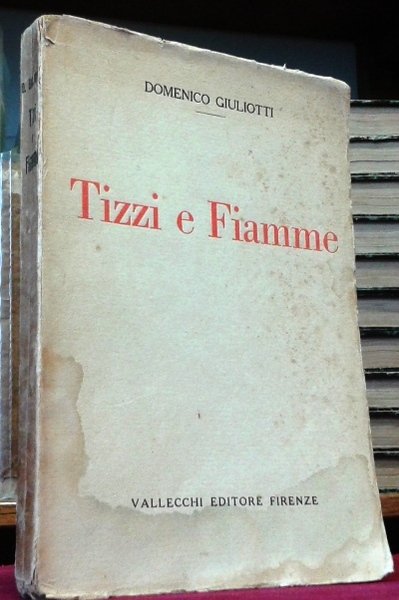 DOMENICO GIULIOTTI
Tizzi e Fiamme
VALLECCHI EDITORE FIRENZE